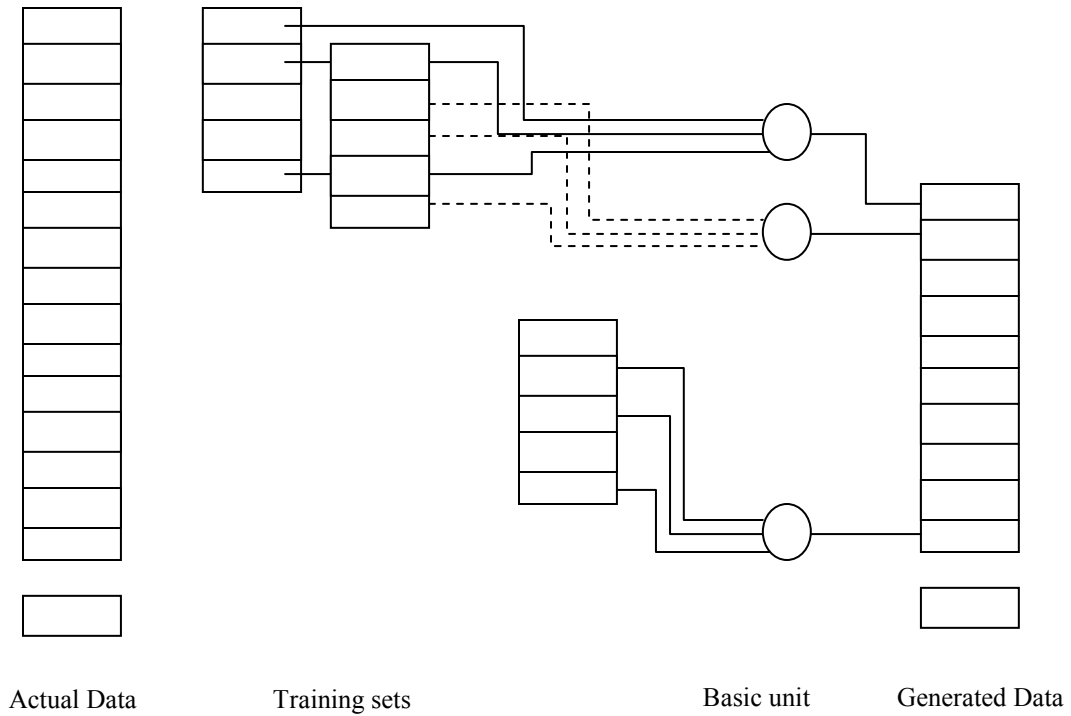 Actual Data
Training sets
Basic unit
Generated Data